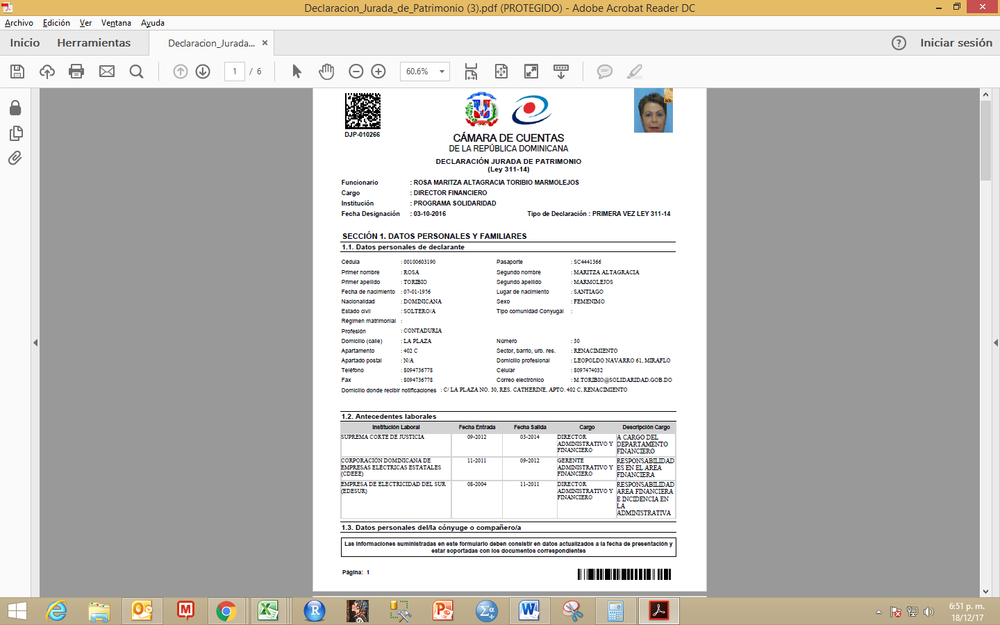 Declaracion_Jurada_de_Patrimonio (3).pdf (PROTEGIDO) - Adobe Acrobat Reader DC
Archivo Edición Ver Ventana Ayuda
Inicio Herramientas Declaracion_Jurada... × ? Iniciar sesión
1 / 6 60.6%
DJP-010266
CÁMARA DE CUENTAS
DE LA REPÚBLICA DOMINICANA
DECLARACIÓN JURADA DE PATRIMONIO
(Ley 311-14)
Funcionario : ROSA MARITZA ALTAGRACIA TORIBIO MARMOLEJOS
Cargo : DIRECTOR FINANCIERO
Institución : PROGRAMA SOLIDARIDAD
Fecha Designación : 03-10-2016 Tipo de Declaración : PRIMERA VEZ LEY 311-14
SECCIÓN 1. DATOS PERSONALES Y FAMILIARES
1.1. Datos personales de declarante
Cédula : 00100603190 Pasaporte : SC4441366
Primer nombre : ROSA Segundo nombre : MARITZA ALTAGRACIA
Primer apellido : TORIBIO Segundo apellido : MARMOLEJOS
Fecha de nacimiento : 07-01-1956 Lugar de nacimiento : SANTIAGO
Nacionalidad : DOMINICANA Sexo : FEMENIMO
Estado civil : SOLTERO/A Tipo comunidad Conyugal :
Régimen matrimonial :
Profesión : CONTADURIA
Domicilio (calle) : LA PLAZA Número : 30
Apartamento : 402 C Sector, barrio, urb. res. : RENACIMIENTO
Apartado postal : N/A Domicilio profesional : LEOPOLDO NAVARRO 61, MIRAFLO
Teléfono : 8094736778 Celular : 8097474032
Fax : 8094736778 Correo electrónico : M.TORIBIO@SOLIDARIDAD.GOB.DO
Domicilio donde recibir notificaciones : C/ LA PLAZA NO. 30, RES. CATHERINE, APTO. 402 C, RENACIMIENTO
1.2. Antecedentes laborales
Institución Laboral Fecha Entrada Fecha Salida Cargo Descripción Cargo
SUPREMA CORTE DE JUSTICIA 09-2012 03-2014 DIRECTOR A CARGO DEL
ADMINISTRATIVO Y DEPARTAMENTO
FINANCIERO FINANCIERO
CORPORACIÓN DOMINICANA DE 11-2011 09-2012 GERENTE RESPONSABILIDAD
EMPRESAS ELÉCTRICAS ESTATALES ADMINISTRATIVO Y ES EN EL AREA
(CDEEE) FINANCIERO FINANCIERA
EMPRESA DE ELECTRICIDAD DEL SUR 08-2004 11-2011 DIRECTOR RESPONSABILIDAD
(EDESUR) ADMINISTRATIVO Y AREA FINANCIERA
FINANCIERO E INCIDENCIA EN
LA
ADMINISTRATIVA
1.3. Datos personales del/la cónyuge o compañero/a
Las informaciones suministradas en este formulario deben consistir en datos actualizados a la fecha de presentación y
estar soportadas con los documentos correspondientes
Página: 1
6:51 p. m.
18/12/17